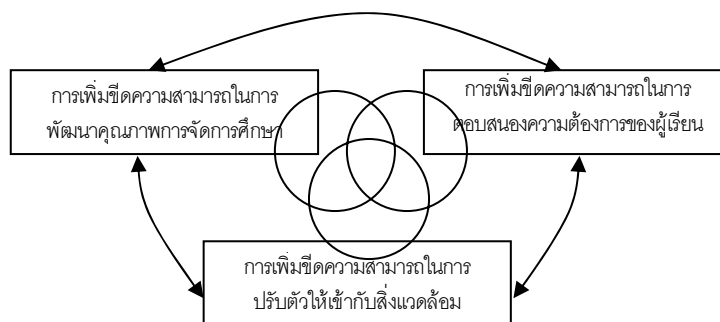 การเพิ่มขีดความสามารถในการ
พัฒนาคุณภาพการจัดการศึกษา
การเพิ่มขีดความสามารถในการ
ตอบสนองความต้องการของผู้เรียน
การเพิ่มขีดความสามารถในการ
ปรับตัวให้เข้ากับสิ่งแวดล้อม